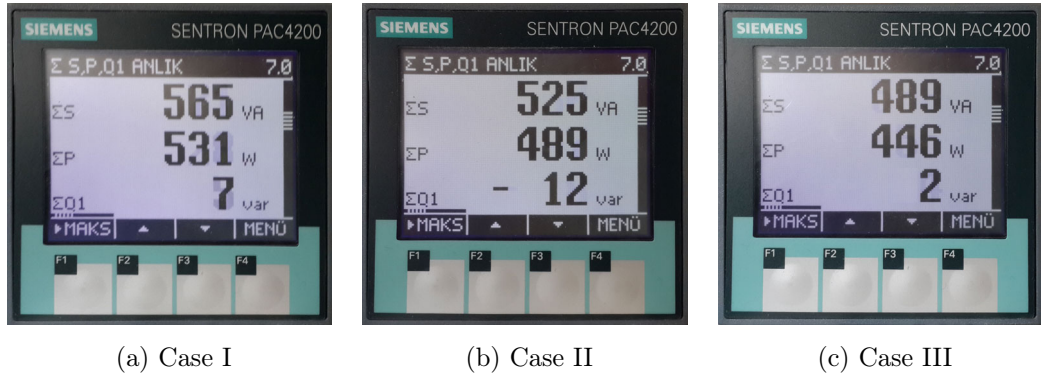 SIEMENS SENTRON PAC4200
Σ S,P,Q1 ANLIK 7.0
ΣS 565 VA
ΣP 531 W
ΣQ1 7 var
▸MAKS ▲ ▼ MENÜ
F1 F2 F3 F4
(a) Case I
SIEMENS SENTRON PAC4200
Σ S,P,Q1 ANLIK 7.0
ΣS 525 VA
ΣP 489 W
ΣQ1 - 12 var
▸MAKS ▲ ▼ MENÜ
F1 F2 F3 F4
(b) Case II
SIEMENS SENTRON PAC4200
Σ S,P,Q1 ANLIK 7.0
ΣS 489 VA
ΣP 446 W
ΣQ1 2 var
▸MAKS ▲ ▼ MENÜ
F1 F2 F3 F4
(c) Case III